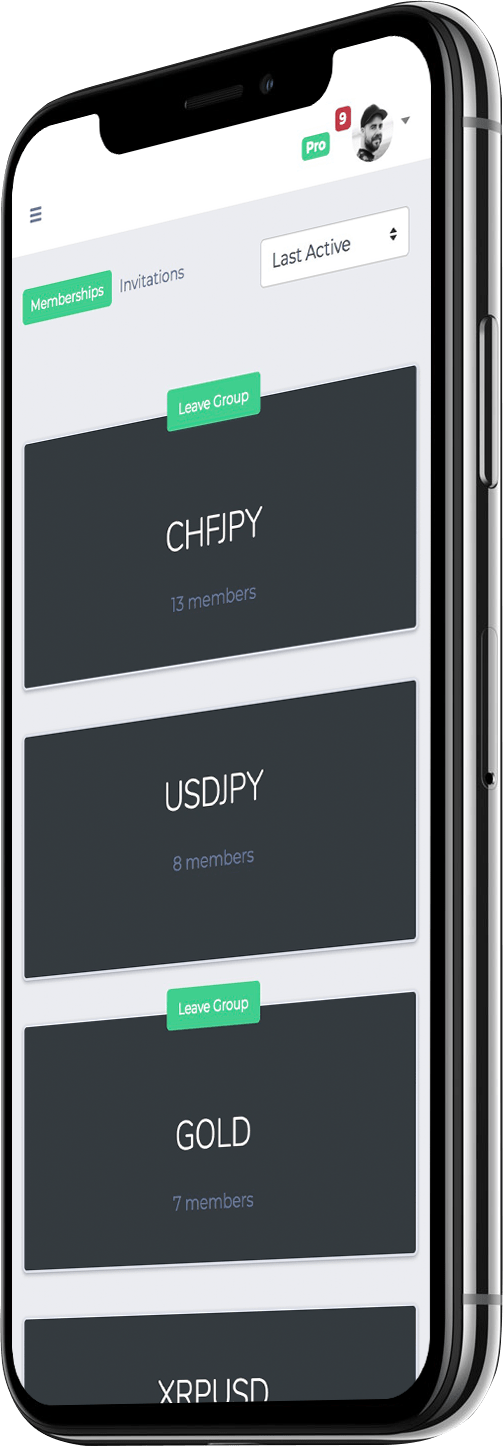 9
Pro
Memberships Invitations
Last Active
Leave Group
CHFJPY
13 members
USDJPY
8 members
Leave Group
GOLD
7 members
XRPUSD